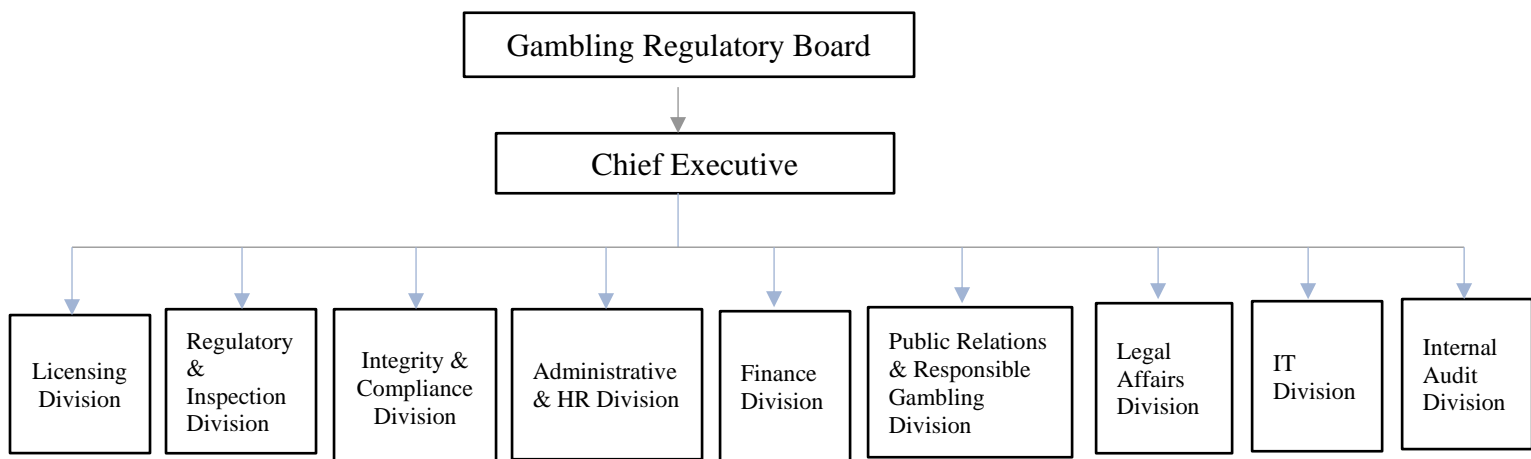 Gambling Regulatory Board
Chief Executive
Licensing
Division
Regulatory
&
Inspection
Division
Integrity &
Compliance
Division
Administrative
& HR Division
Finance
Division
Public Relations
& Responsible
Gambling
Division
Legal
Affairs
Division
IT
Division
Internal
Audit
Division